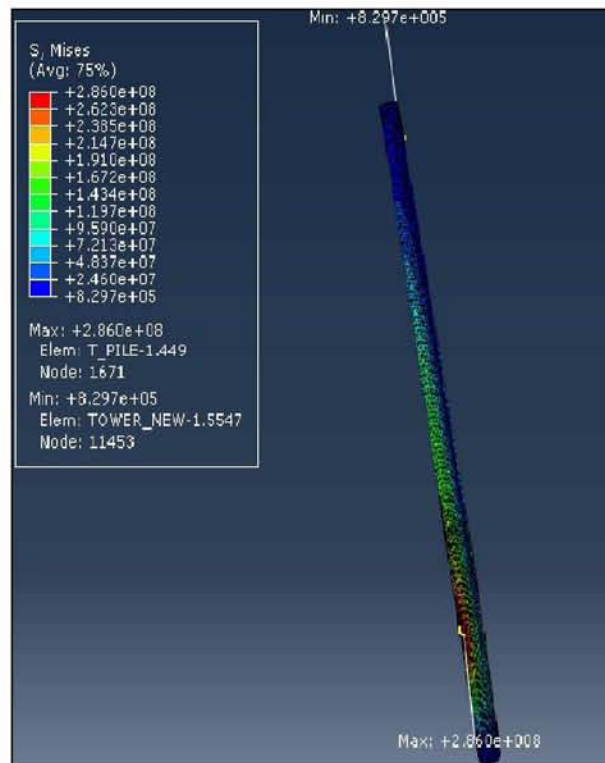 Min: +8.297e+005
S, Mises
(Avg: 75%)
+2.860e+08
+2.623e+08
+2.385e+08
+2.147e+08
+1.910e+08
+1.672e+08
+1.434e+08
+1.197e+08
+9.590e+07
+7.213e+07
+4.837e+07
+2.460e+07
+8.297e+05
Max: +2.860e+08
Elem: T_PILE-1.449
Node: 1671
Min: +8.297e+05
Elem: TOWER_NEW-1.5547
Node: 11453
Max: +2.860e+008